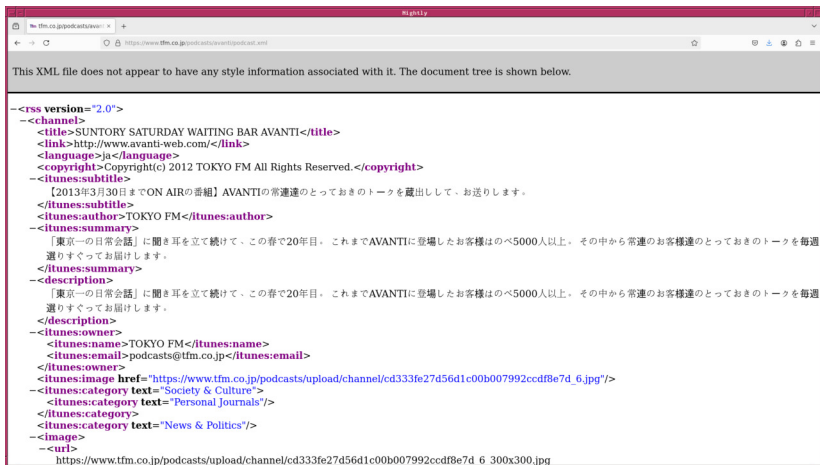 Nightly
tfm.co.jp/podcasts/avanti
https://www.tfm.co.jp/podcasts/avanti/podcast.xml
This XML file does not appear to have any style information associated with it. The document tree is shown below.
−<rss version="2.0">
−<channel>
<title>SUNTORY SATURDAY WAITING BAR AVANTI</title>
<link>http://www.avanti-web.com/</link>
<language>ja</language>
<copyright>Copyright(c) 2012 TOKYO FM All Rights Reserved.</copyright>
−<itunes:subtitle>
【2013年3月30日までON AIRの番組】AVANTIの常連達のとっておきのトークを蔵出しして、お送りします。
</itunes:subtitle>
<itunes:author>TOKYO FM</itunes:author>
−<itunes:summary>
「東京一の日常会話」に聞き耳を立て続けて、この春で20年目。 これまでAVANTIに登場したお客様はのべ5000人以上。 その中から常連のお客様達のとっておきのトークを毎週
選りすぐってお届けします。
</itunes:summary>
−<description>
「東京一の日常会話」に聞き耳を立て続けて、この春で20年目。 これまでAVANTIに登場したお客様はのべ5000人以上。 その中から常連のお客様達のとっておきのトークを毎週
選りすぐってお届けします。
</description>
−<itunes:owner>
<itunes:name>TOKYO FM</itunes:name>
<itunes:email>podcasts@tfm.co.jp</itunes:email>
</itunes:owner>
<itunes:image href="https://www.tfm.co.jp/podcasts/upload/channel/cd333fe27d56d1c00b007992ccdf8e7d_6.jpg"/>
−<itunes:category text="Society & Culture">
<itunes:category text="Personal Journals"/>
</itunes:category>
<itunes:category text="News & Politics"/>
−<image>
−<url>
https://www.tfm.co.jp/podcasts/upload/channel/cd333fe27d56d1c00b007992ccdf8e7d_6_300x300.jpg